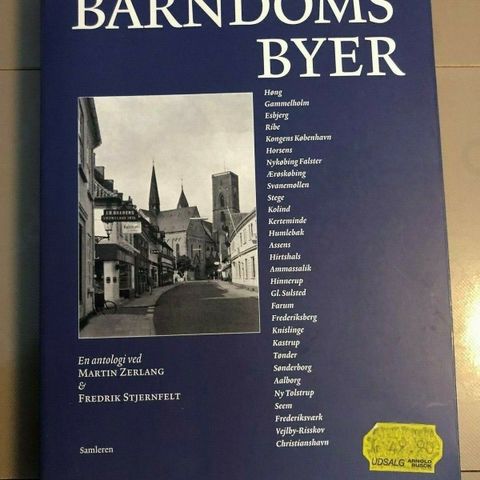 BARNDOMS
BYER
Høng
Gammelholm
Esbjerg
Ribe
Kongens København
Horsens
Nykøbing Falster
Ærøskøbing
Svanemøllen
Stege
Kolind
Kerteminde
Humlebæk
Assens
Hirtshals
Ammassalik
Hinnerup
Gl. Sulsted
Farum
Frederiksberg
Knislinge
Kastrup
Tønder
Sønderborg
Aalborg
Ny Tolstrup
Seem
Frederiksværk
Vejlby-Risskov
Christianshavn
En antologi ved
MARTIN ZERLANG
&
FREDRIK STJERNFELT
Samleren
UDSALG ARNOLD BUSCK